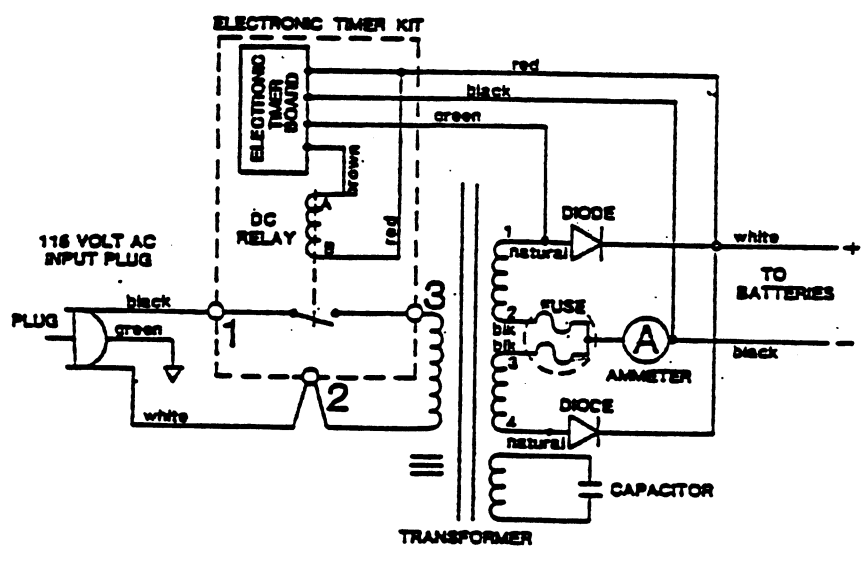 ELECTRONIC TIMER KIT
ELECTRONIC
TIMER
BOARD
red
black
green
brown
A
DC
RELAY
B
red
115 VOLT AC
INPUT PLUG
PLUG
black
green
white
1
2
3
1
natural
DIODE
white
+
TO
BATTERIES
2
blk
FUSE
blk
3
A
AMMETER
black
-
DIODE
4
natural
CAPACITOR
TRANSFORMER